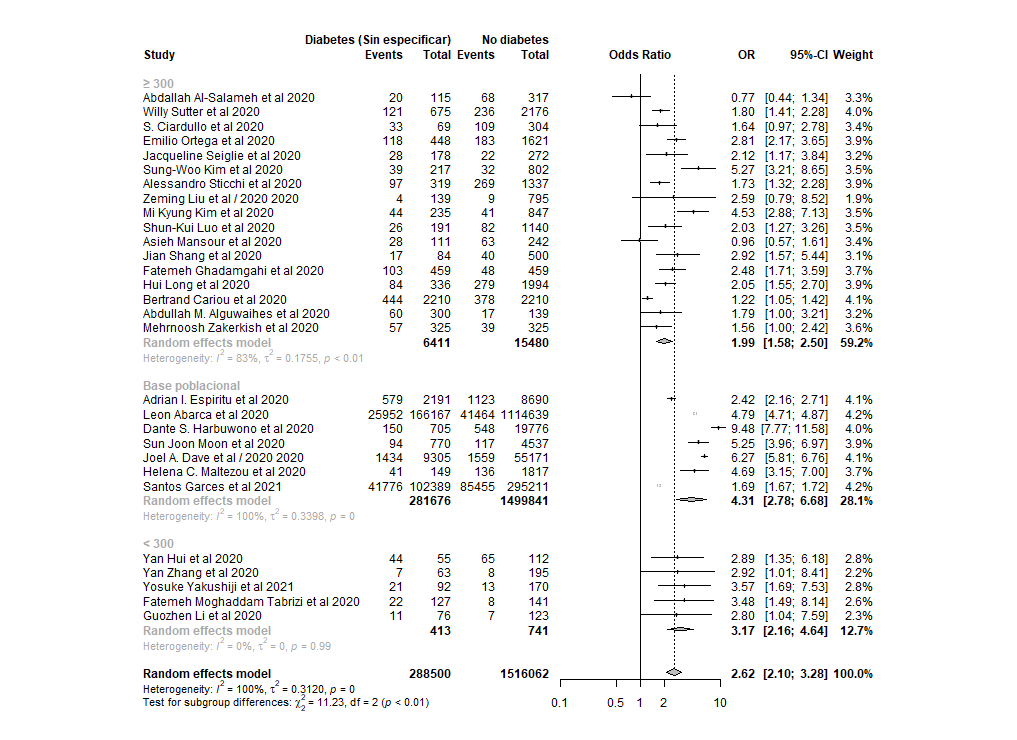 Diabetes (Sin especificar) No diabetes
Study Events Total Events Total Odds Ratio OR 95%-CI Weight
≥ 300
Abdallah Al-Salameh et al 2020 20 115 68 317 0.77 [0.44; 1.34] 3.3%
Willy Sutter et al 2020 121 675 236 2176 1.80 [1.41; 2.28] 4.0%
S. Ciardullo et al 2020 33 69 109 304 1.64 [0.97; 2.78] 3.4%
Emilio Ortega et al 2020 118 448 183 1621 2.81 [2.17; 3.65] 3.9%
Jacqueline Seiglie et al 2020 28 178 22 272 2.12 [1.17; 3.84] 3.2%
Sung-Woo Kim et al 2020 39 217 32 802 5.27 [3.21; 8.65] 3.5%
Alessandro Sticchi et al 2020 97 319 269 1337 1.73 [1.32; 2.28] 3.9%
Zeming Liu et al / 2020 2020 4 139 9 795 2.59 [0.79; 8.52] 1.9%
Mi Kyung Kim et al 2020 44 235 41 847 4.53 [2.88; 7.13] 3.5%
Shun-Kui Luo et al 2020 26 191 82 1140 2.03 [1.27; 3.26] 3.5%
Asieh Mansour et al 2020 28 111 63 242 0.96 [0.57; 1.61] 3.4%
Jian Shang et al 2020 17 84 40 500 2.92 [1.57; 5.44] 3.2%
Fatemeh Ghadamgahi et al 2020 103 459 48 459 2.48 [1.71; 3.59] 3.7%
Hui Long et al 2020 84 336 279 1994 2.05 [1.55; 2.70] 3.9%
Bertrand Cariou et al 2020 444 2210 378 2210 1.22 [1.05; 1.42] 4.1%
Abdullah M. Alguwaihes et al 2020 60 300 17 139 1.79 [1.00; 3.21] 3.2%
Mehrnoosh Zakerkish et al 2020 57 325 39 325 1.56 [1.00; 2.42] 3.6%
Random effects model 6411 15480 1.99 [1.58; 2.50] 59.2%
Heterogeneity: I² = 83%, τ² = 0.1755, p < 0.01
Base poblacional
Adrian I. Espiritu et al 2020 579 2191 1123 8690 2.42 [2.16; 2.71] 4.1%
Leon Abarca et al 2020 25952 166167 41464 1114639 4.79 [4.71; 4.87] 4.2%
Dante S. Harbuwono et al 2020 150 705 548 19776 9.48 [7.77; 11.58] 4.0%
Sun Joon Moon et al 2020 94 770 117 4537 5.25 [3.96; 6.97] 3.9%
Joel A. Dave et al / 2020 2020 1434 9305 1559 55171 6.27 [5.81; 6.76] 4.1%
Helena C. Maltezou et al 2020 41 149 136 1817 4.69 [3.15; 7.00] 3.6%
Santos Garces et al 2021 41776 102389 85455 295211 1.69 [1.67; 1.72] 4.2%
Random effects model 281676 1499841 4.31 [2.78; 6.68] 28.1%
Heterogeneity: I² = 100%, τ² = 0.3398, p = 0
< 300
Yan Hui et al 2020 44 55 65 112 2.89 [1.35; 6.18] 2.8%
Yan Zhang et al 2020 7 63 8 195 2.92 [1.01; 8.41] 2.2%
Yosuke Yakushiji et al 2021 21 92 13 170 3.57 [1.69; 7.53] 2.8%
Fatemeh Moghaddam Tabrizi et al 2020 22 127 8 141 3.48 [1.49; 8.14] 2.6%
Guozhen Li et al 2020 11 76 7 123 2.80 [1.04; 7.59] 2.3%
Random effects model 413 741 3.17 [2.16; 4.64] 12.7%
Heterogeneity: I² = 0%, τ² = 0, p = 0.99
Random effects model 288500 1516062 2.62 [2.10; 3.28] 100.0%
Heterogeneity: I² = 100%, τ² = 0.3120, p = 0
Test for subgroup differences: χ²₂ = 11.23, df = 2 (p < 0.01)
0.1 0.5 1 2 10